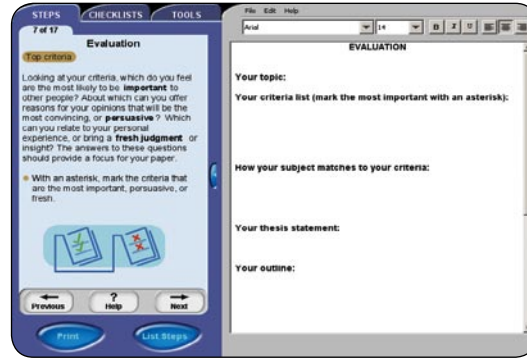 STEPS
CHECKLISTS
TOOLS
7 of 17
Evaluation
Top criteria
Looking at your criteria, which do you feel
are the most likely to be important to
other people? About which can you offer
reasons for your opinions that will be the
most convincing, or persuasive? Which
can you relate to your personal
experience, or bring a fresh judgment or
insight? The answers to these questions
should provide a focus for your paper.
With an asterisk, mark the criteria that
are the most important, persuasive, or
fresh.
Previous
?
Help
Next
Print
List Steps
File Edit Help
Arial
14
B I U
EVALUATION
Your topic:
Your criteria list (mark the most important with an asterisk):
How your subject matches to your criteria:
Your thesis statement:
Your outline: